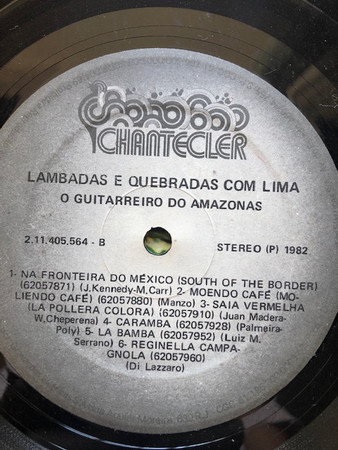 CHANTECLER
LAMBADAS E QUEBRADAS COM LIMA
O GUITARREIRO DO AMAZONAS
2.11.405.564 - B
STEREO (P) 1982
1- NA FRONTEIRA DO MÉXICO (SOUTH OF THE BORDER)
(62057871) (J.Kennedy-M.Carr) 2- MOENDO CAFÉ (MO-
LIENDO CAFÉ) (62057880) (Manzo) 3- SAIA VERMELHA
(LA POLLERA COLORA) (62057910) (Juan Madera-
W.Cheperena) 4- CARAMBA (62057928) (Palmeira-
Poly) 5- LA BAMBA (62057952) (Luiz M.
Serrano) 6- REGINELLA CAMPA-
GNOLA (62057960)
(Di Lazzaro)